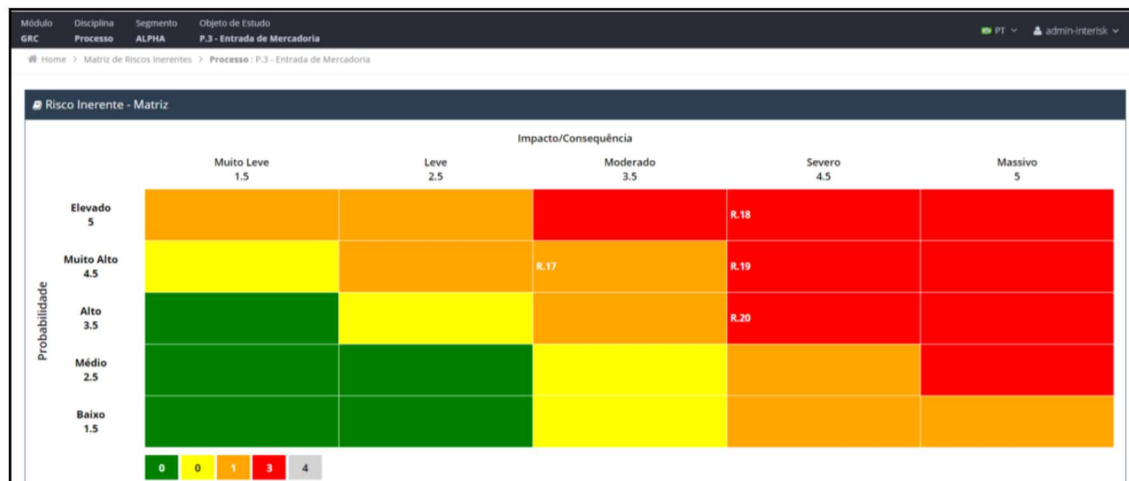 Módulo Disciplina Segmento Objeto de Estudo
GRC Processo ALPHA P.3 - Entrada de Mercadoria
PT admin-interisk
Home > Matriz de Riscos Inerentes > Processo : P.3 - Entrada de Mercadoria
Risco Inerente - Matriz
Impacto/Consequência
Muito Leve Leve Moderado Severo Massivo
1.5 2.5 3.5 4.5 5
Probabilidade
Elevado
5
R.18
Muito Alto
4.5
R.17 R.19
Alto
3.5
R.20
Médio
2.5
Baixo
1.5
0 0 1 3 4